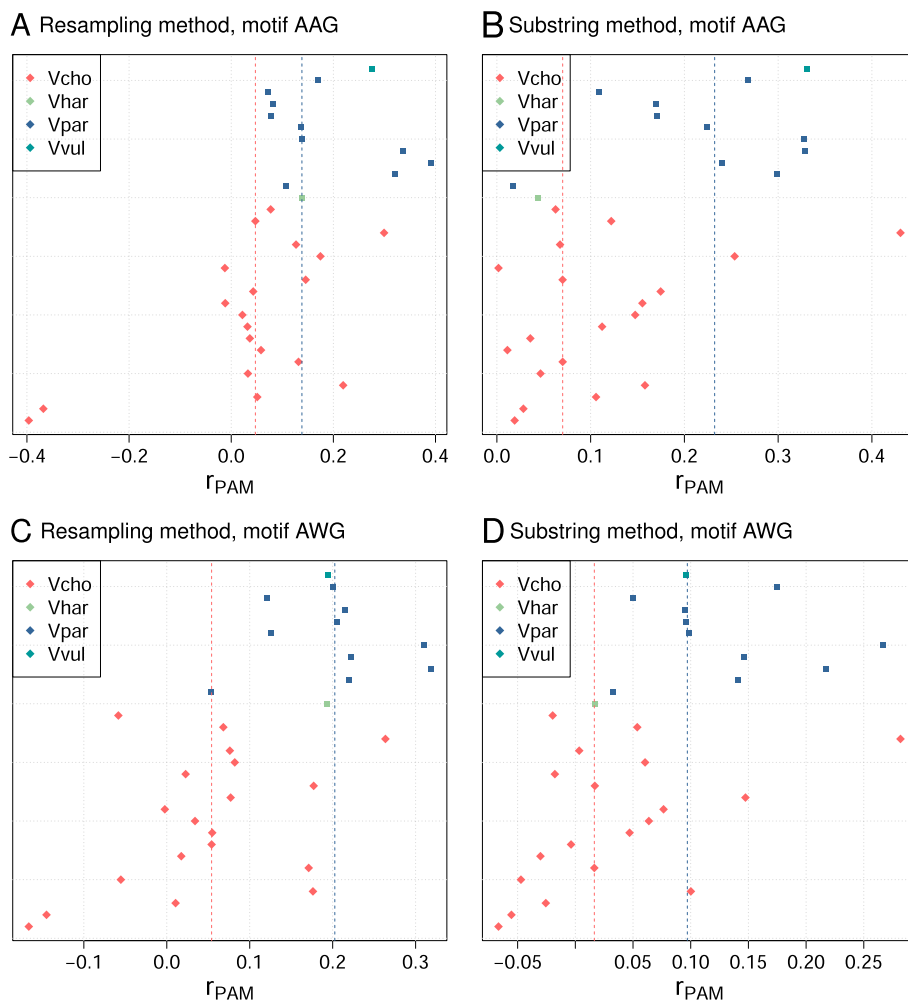 A Resampling method, motif AAG
Vcho
Vhar
Vpar
Vvul
−0.4 −0.2 0.0 0.2 0.4
rPAM
B Substring method, motif AAG
Vcho
Vhar
Vpar
Vvul
0.0 0.1 0.2 0.3 0.4
rPAM
C Resampling method, motif AWG
Vcho
Vhar
Vpar
Vvul
−0.1 0.0 0.1 0.2 0.3
rPAM
D Substring method, motif AWG
Vcho
Vhar
Vpar
Vvul
−0.05 0.05 0.10 0.15 0.20 0.25
rPAM